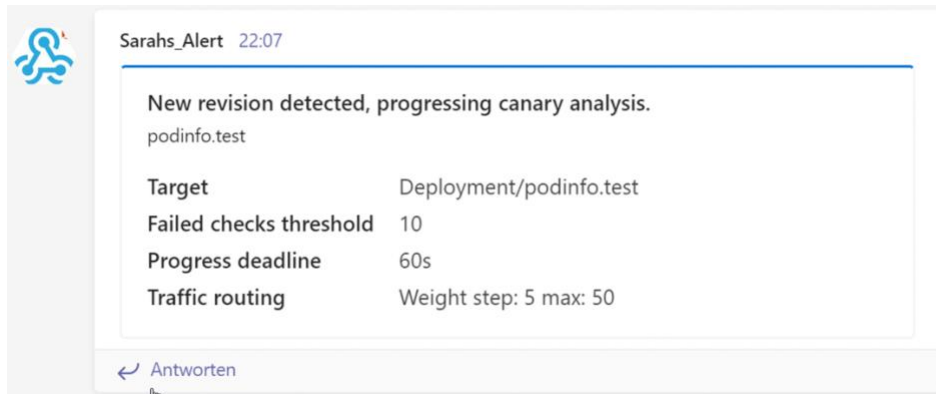 Sarahs_Alert 22:07
New revision detected, progressing canary analysis.
podinfo.test
Target Deployment/podinfo.test
Failed checks threshold 10
Progress deadline 60s
Traffic routing Weight step: 5 max: 50
Antworten